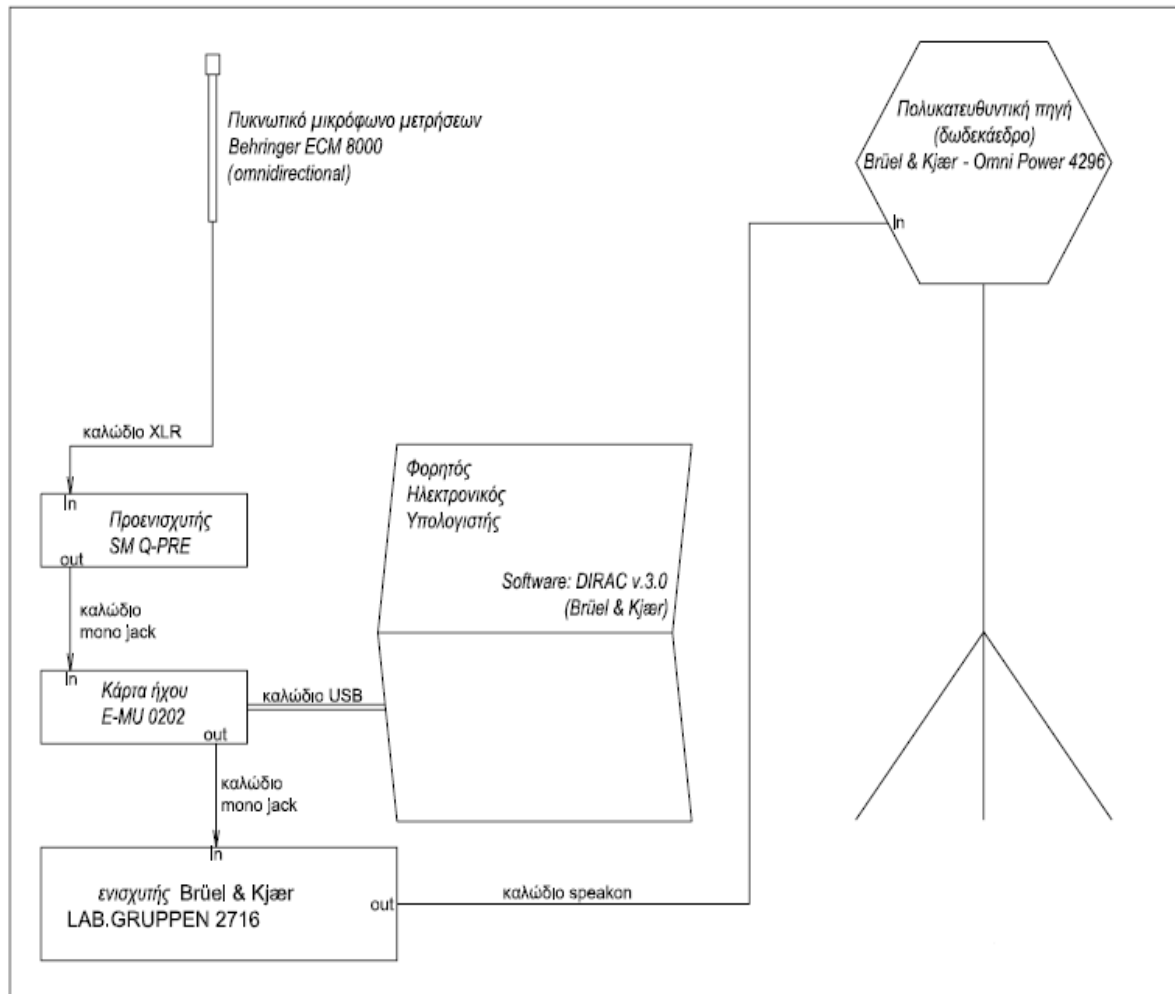 Πυκνωτικό μικρόφωνο μετρήσεων
Behringer ECM 8000
(omnidirectional)
Πολυκατευθυντική πηγή
(δωδεκάεδρο)
Brüel & Kjær - Omni Power 4296
In
καλώδιο XLR
In
Προενισχυτής
SM Q-PRE
out
Φορητός
Ηλεκτρονικός
Υπολογιστής
Software: DIRAC v.3.0
(Brüel & Kjær)
καλώδιο
mono jack
In
Κάρτα ήχου
E-MU 0202
out
καλώδιο USB
καλώδιο
mono jack
In
ενισχυτής Brüel & Kjær
LAB.GRUPPEN 2716
out
καλώδιο speakon